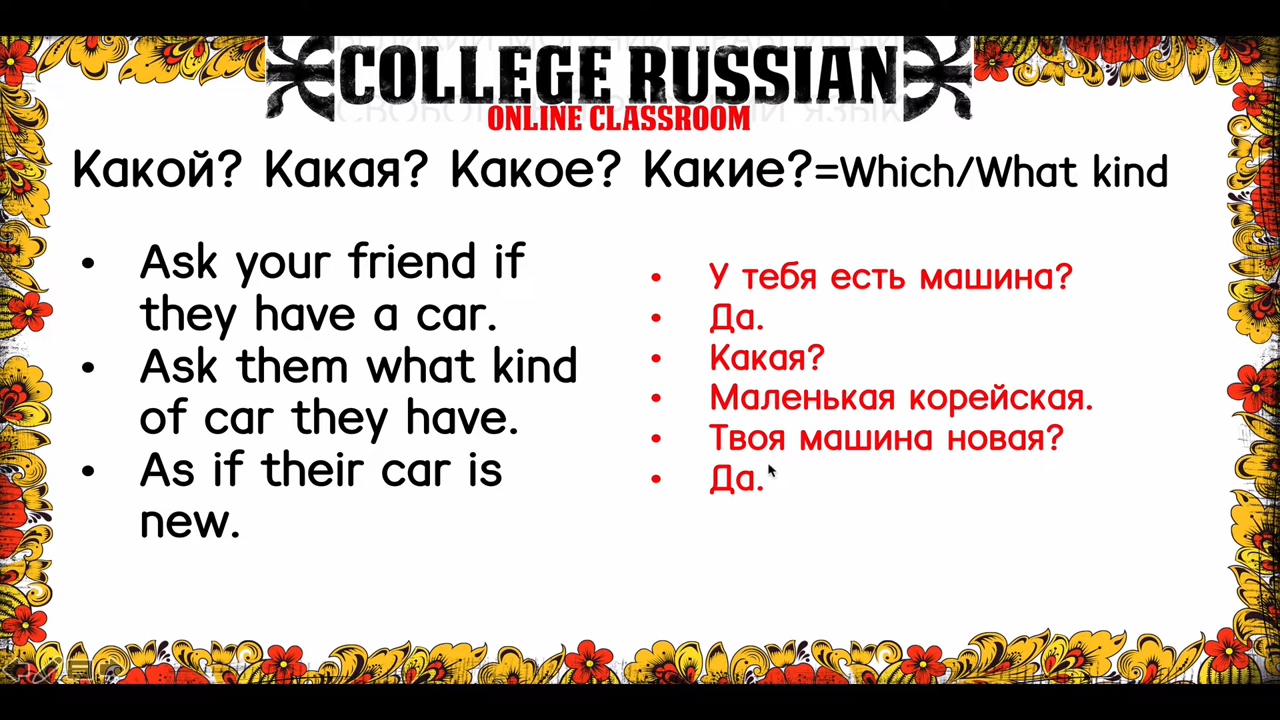 COLLEGE RUSSIAN
ONLINE CLASSROOM
Какой? Какая? Какое? Какие?=Which/What kind
• Ask your friend if
they have a car.
• Ask them what kind
of car they have.
• As if their car is
new.
• У тебя есть машина?
• Да.
• Какая?
• Маленькая корейская.
• Твоя машина новая?
• Да.